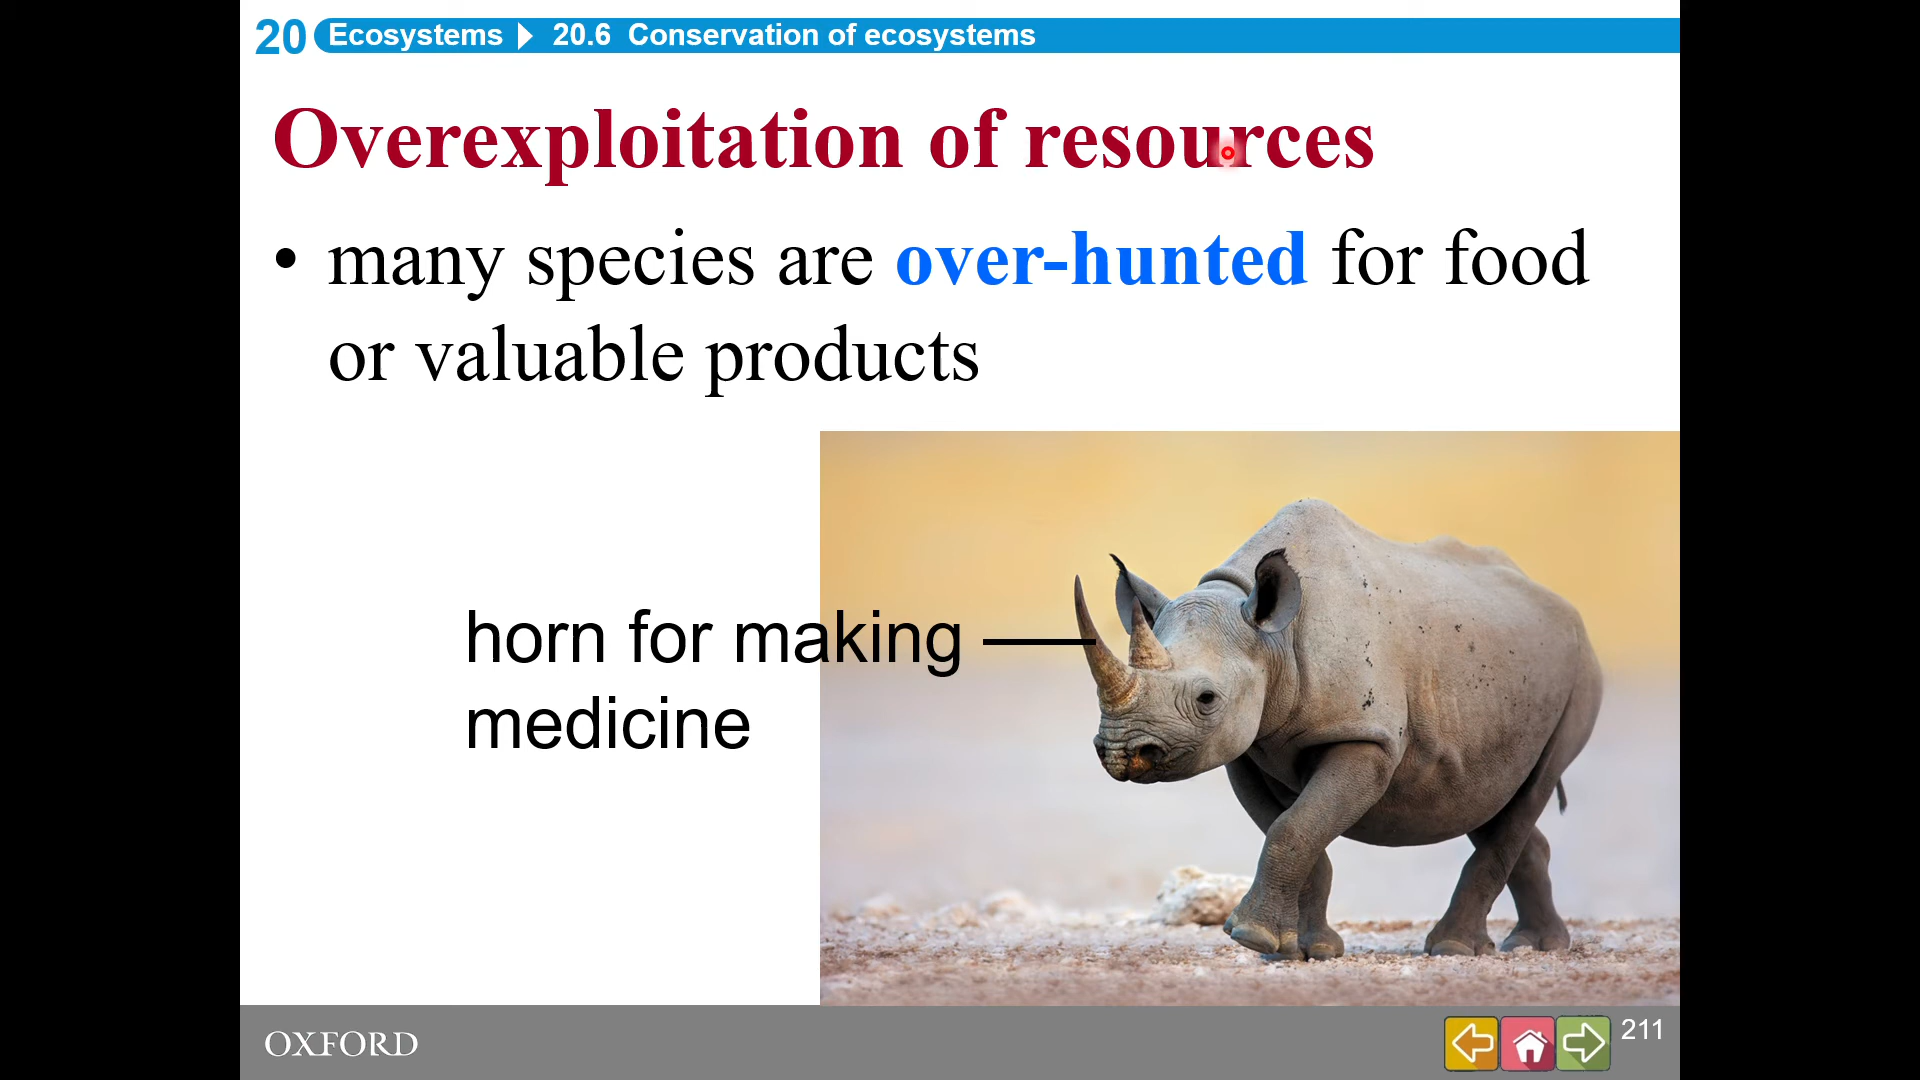 20 Ecosystems 20.6 Conservation of ecosystems
Overexploitation of resources
• many species are over-hunted for food
or valuable products
horn for making
medicine
OXFORD
211